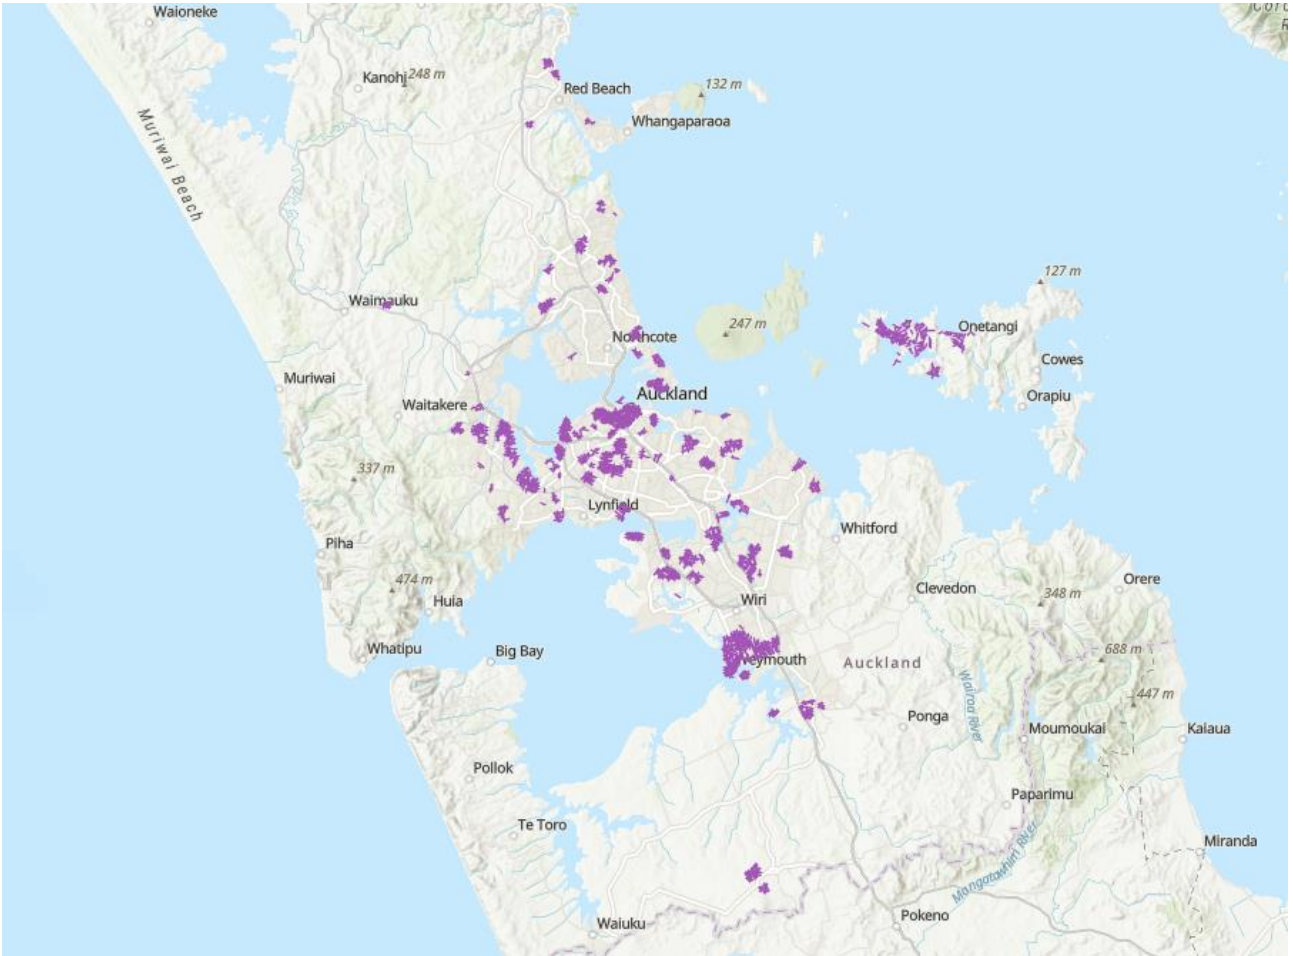 Waioneke
Kanohi
248 m
Red Beach
132 m
Whangaparaoa
Muriwai Beach
127 m
Waimauku
247 m
Onetangi
Northcote
Cowes
Muriwai
Auckland
Orapiu
Waitakere
337 m
Lynfield
Whitford
Piha
474 m
Orere
Clevedon
348 m
Huia
Wiri
Whatipu
Big Bay
688 m
eymouth
Auckland
447 m
Wairoa River
Ponga
Moumoukai
Kaiaua
Pollok
Paparimu
Te Toro
Mangatawhiri River
Miranda
Waiuku
Pokeno